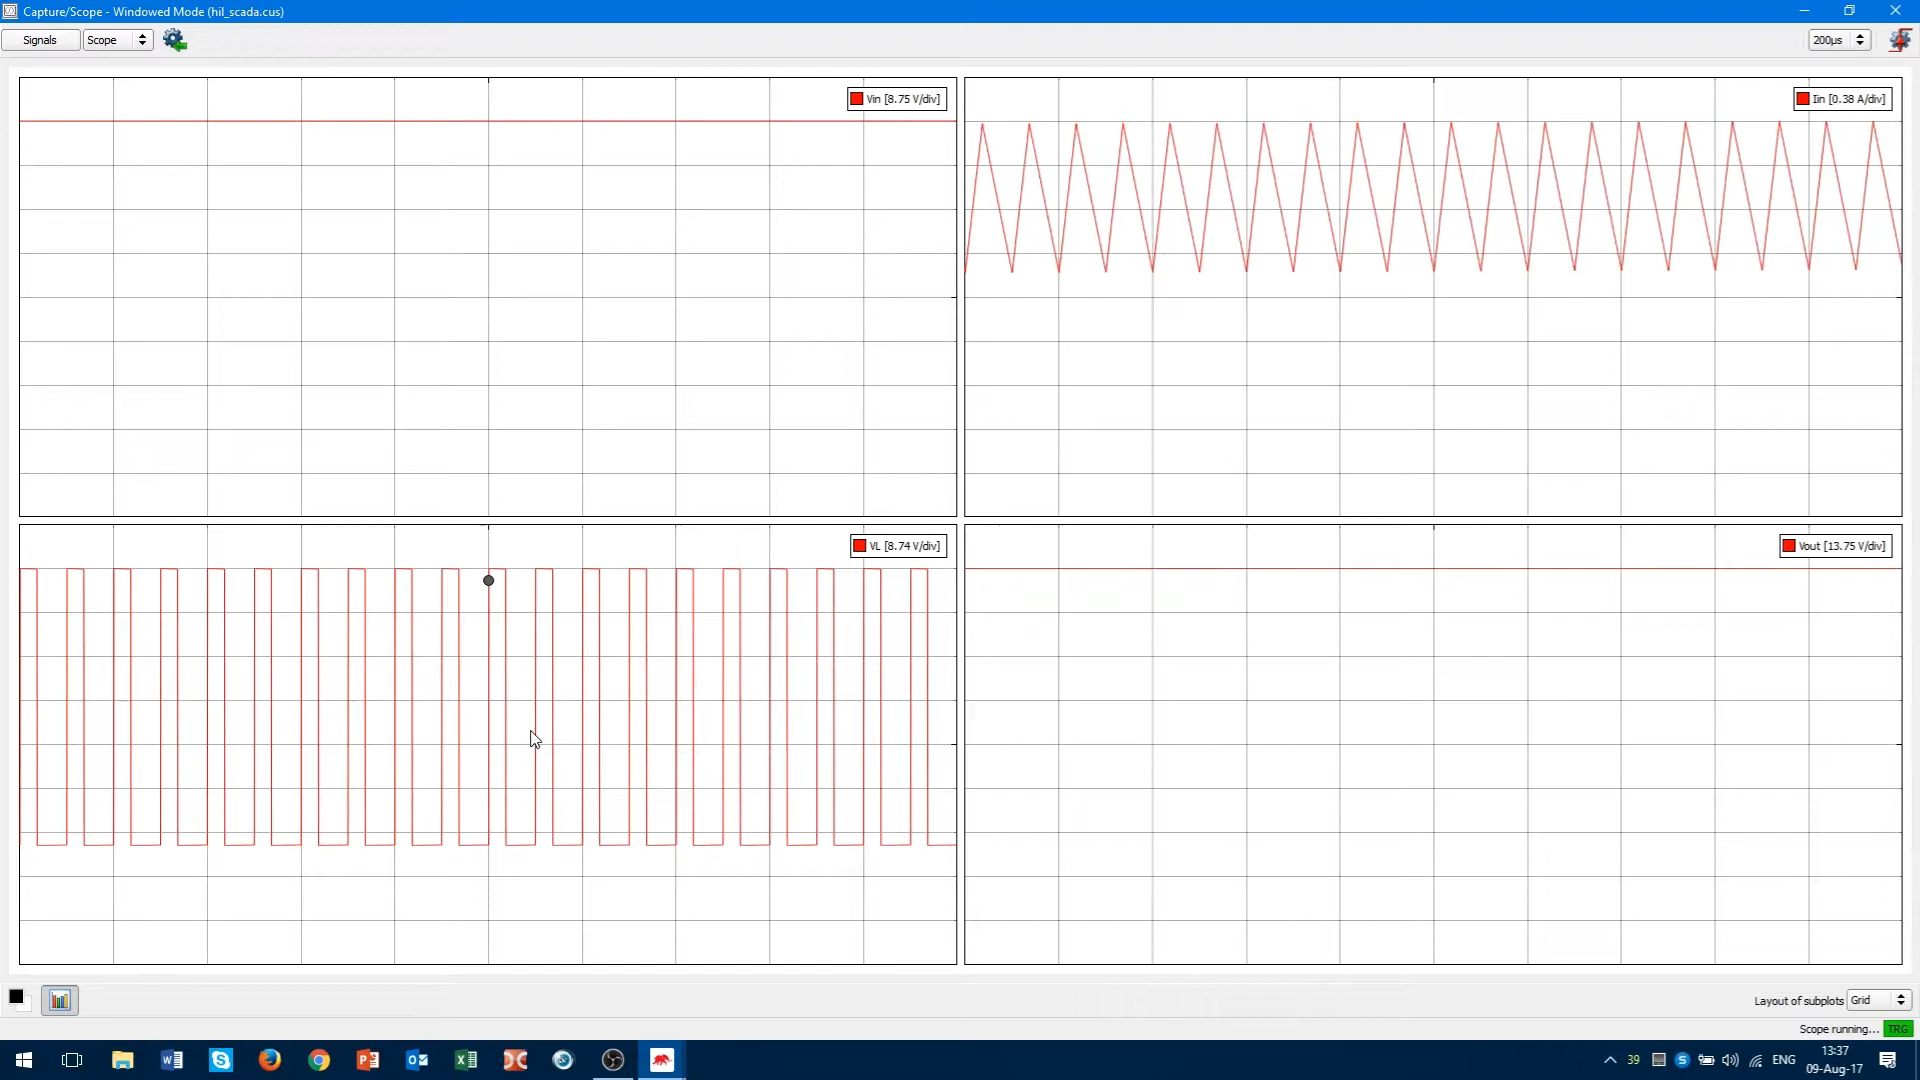 Capture/Scope - Windowed Mode (hil_scada.cus)
Signals
Scope
200µs
Vin [8.75 V/div]
Iin [0.38 A/div]
VL [8.74 V/div]
Vout [13.75 V/div]
Layout of subplots
Grid
Scope running...
TRG
39
ENG
13:37
09-Aug-17